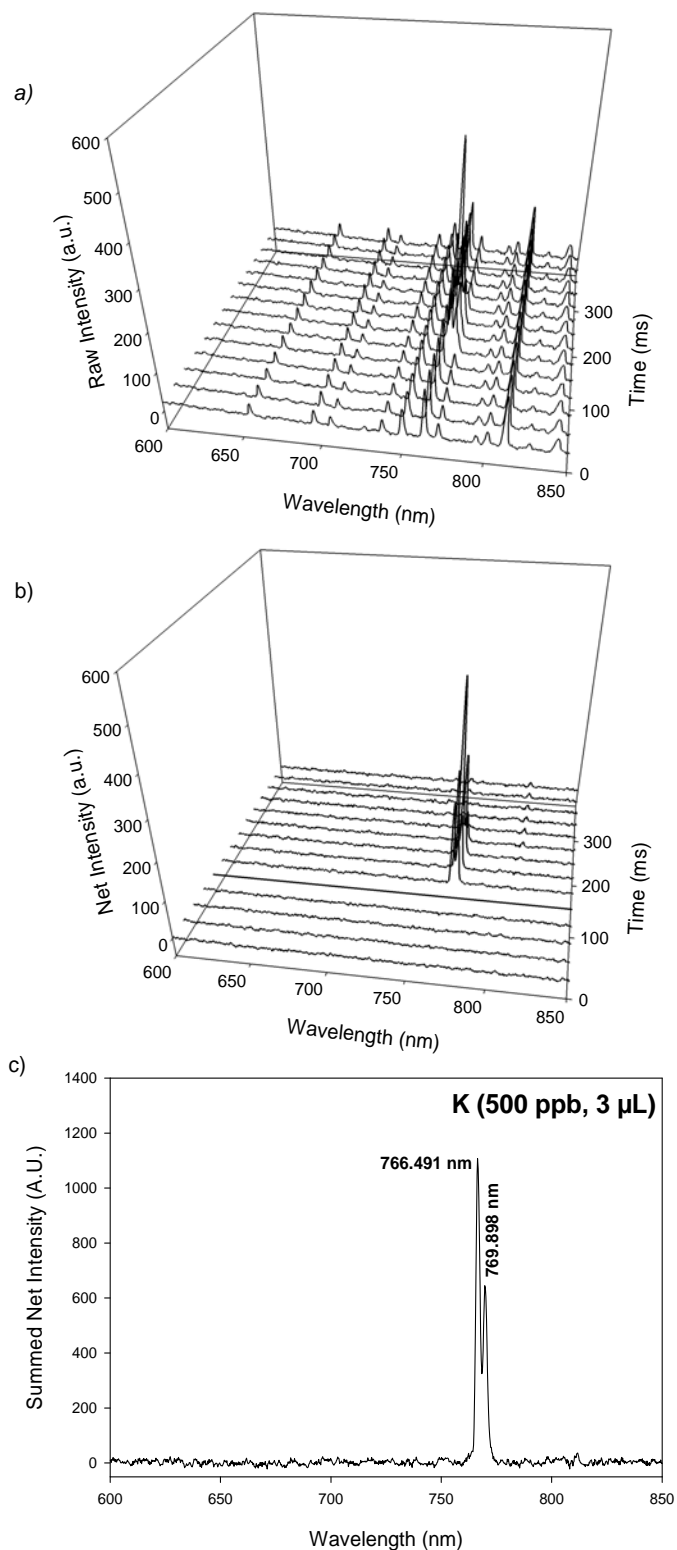 a)
600
500
400
300
200
100
0
Raw Intensity (a.u.)
600
650
700
750
800
850
Wavelength (nm)
0
100
200
300
Time (ms)
b)
600
500
400
300
200
100
0
Net Intensity (a.u.)
600
650
700
750
800
850
Wavelength (nm)
0
100
200
300
Time (ms)
c)
1400
1200
1000
800
600
400
200
0
Summed Net Intensity (A.U.)
K (500 ppb, 3 µL)
766.491 nm
769.898 nm
600 650 700 750 800 850
Wavelength (nm)